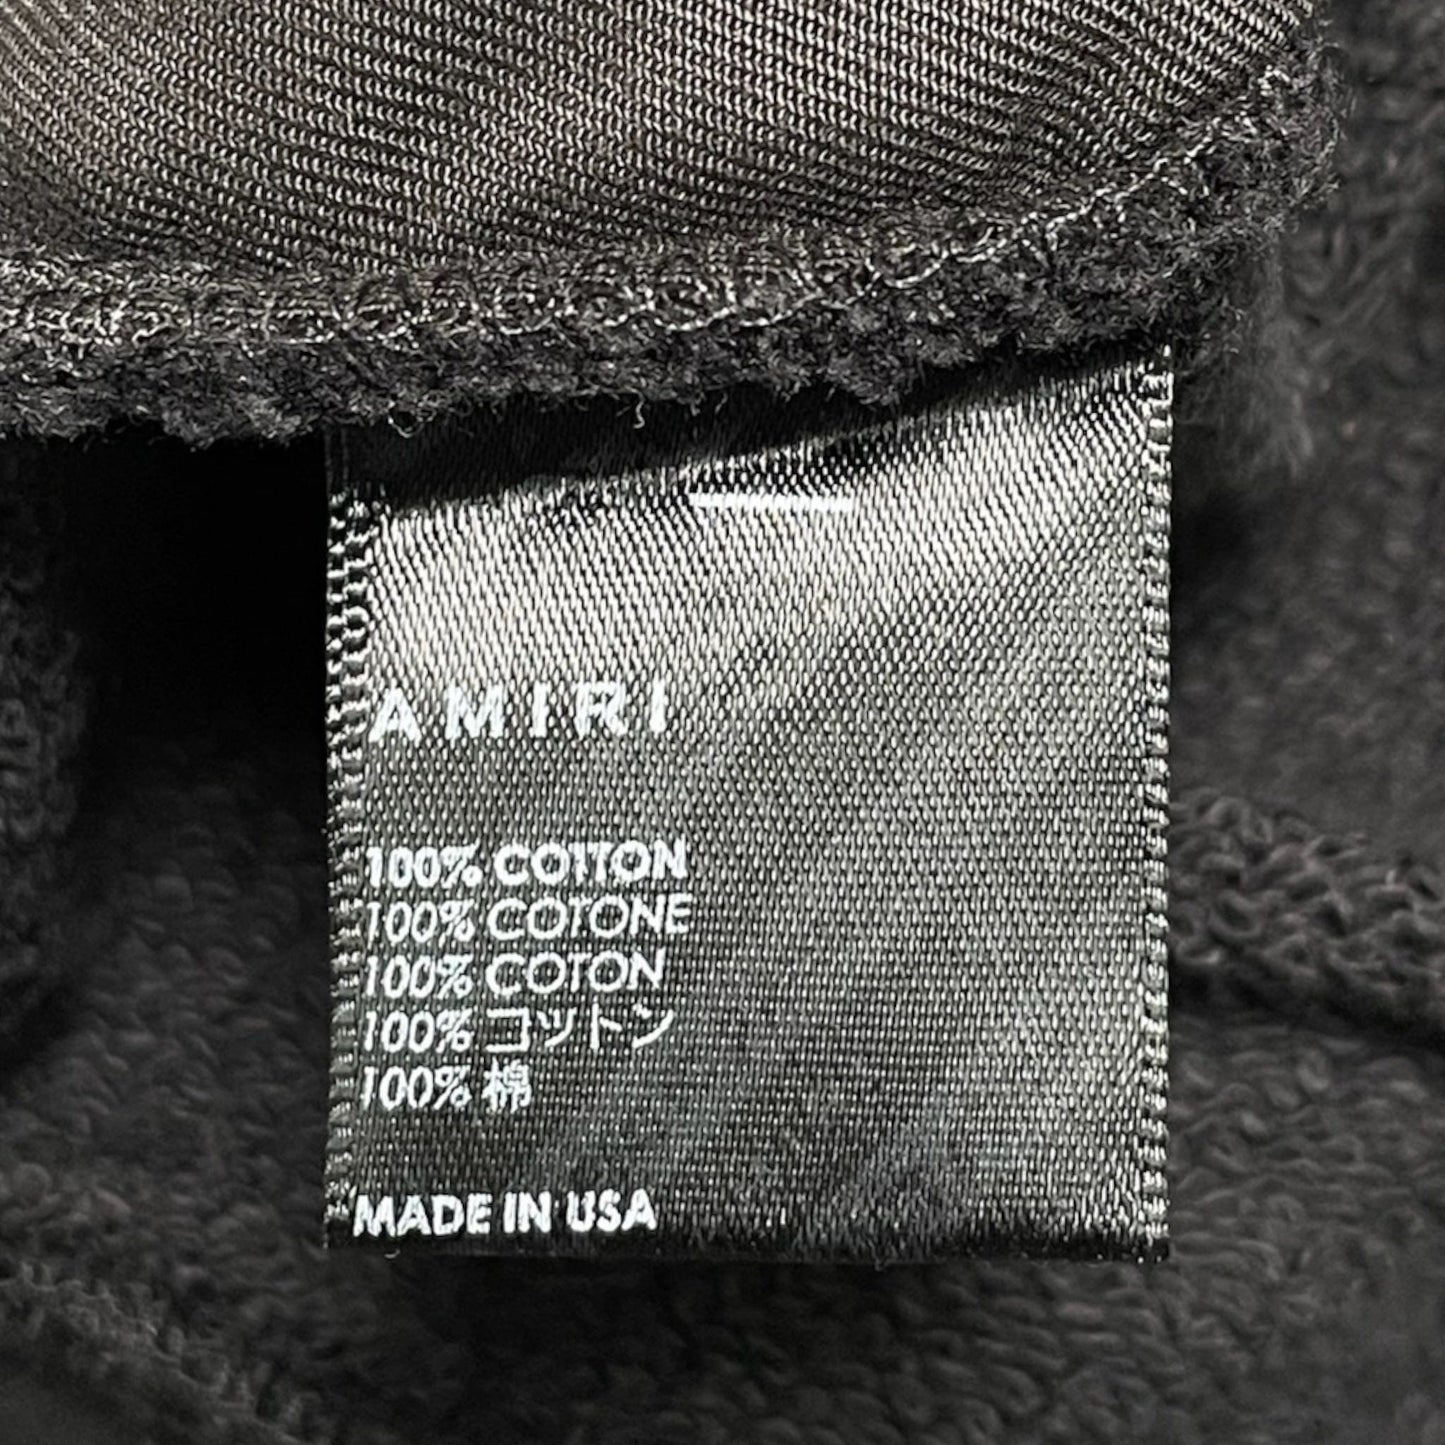 AMIRI
100% COTTON
100% COTONE
100% COTON
100% コットン
100% 棉
MADE IN USA